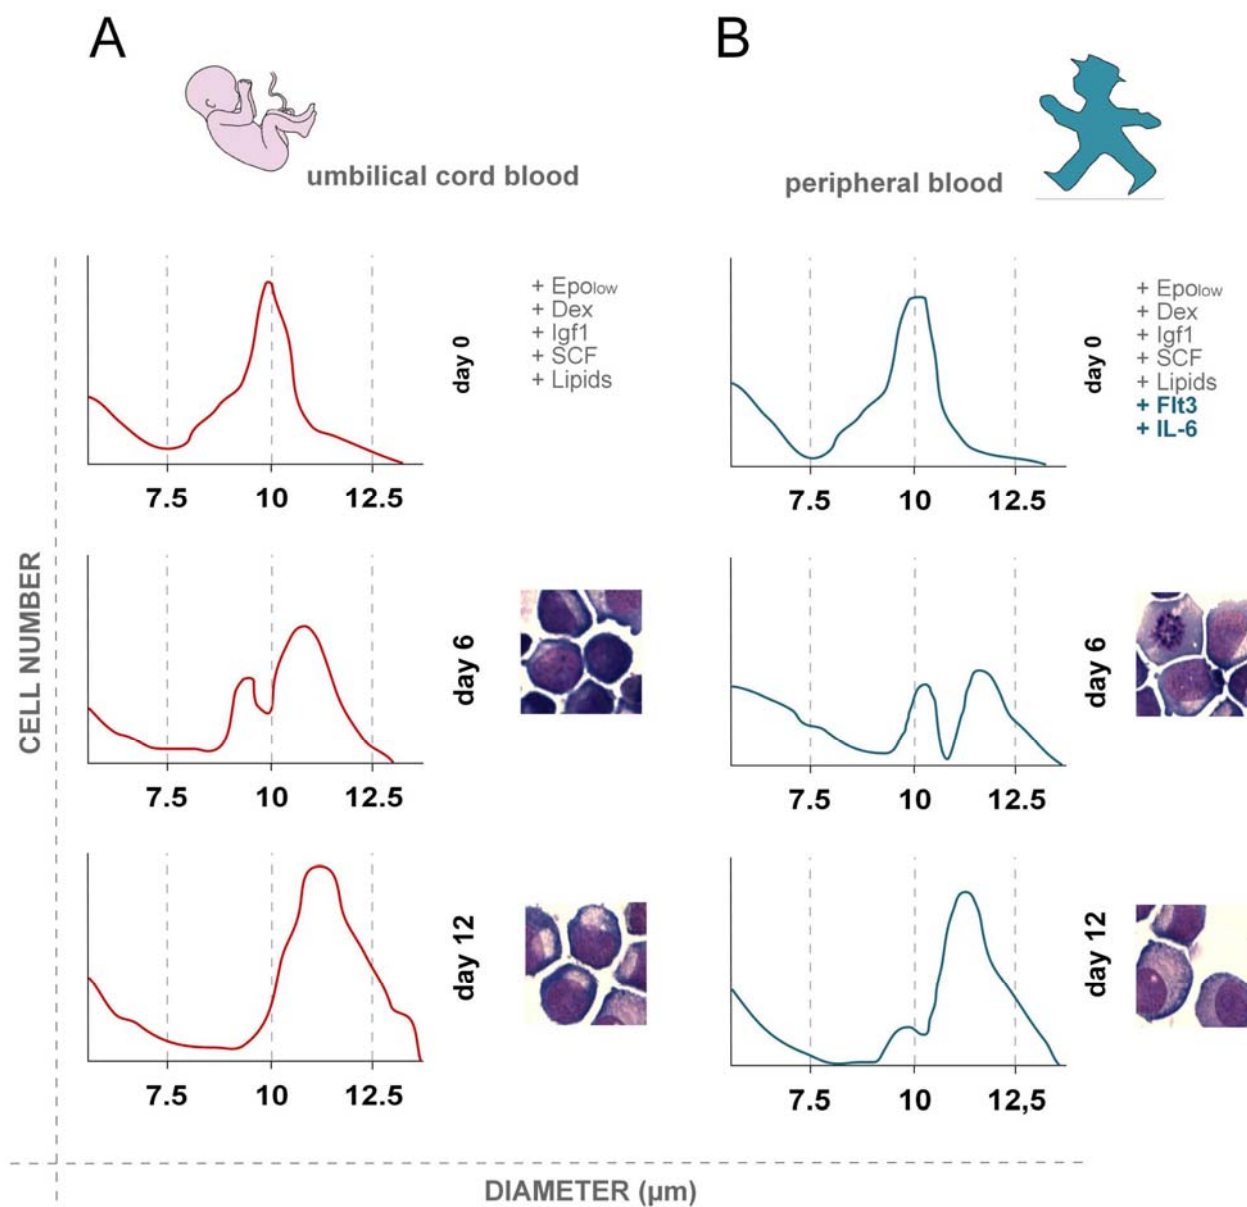 A
B
umbilical cord blood
peripheral blood
+ Epolow
+ Dex
+ Igf1
+ SCF
+ Lipids
day 0
7.5 10 12.5
+ Epolow
+ Dex
+ Igf1
+ SCF
+ Lipids
+ Flt3
+ IL-6
day 0
7.5 10 12.5
CELL NUMBER
day 6
7.5 10 12.5
day 6
7.5 10 12.5
day 12
7.5 10 12.5
day 12
7.5 10 12,5
DIAMETER (µm)